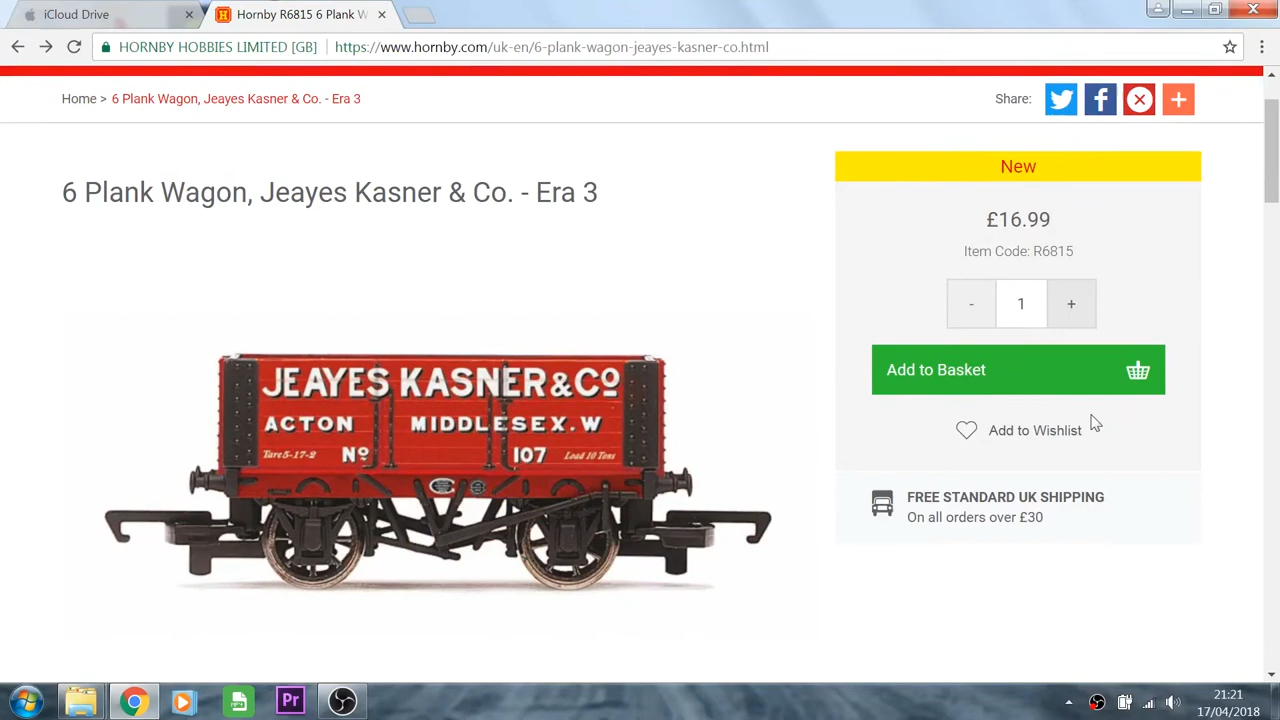 iCloud Drive
Hornby R6815 6 Plank W
HORNBY HOBBIES LIMITED [GB]
https://www.hornby.com/uk-en/6-plank-wagon-jeayes-kasner-co.html
Home > 6 Plank Wagon, Jeayes Kasner & Co. - Era 3
Share:
New
6 Plank Wagon, Jeayes Kasner & Co. - Era 3
£16.99
Item Code: R6815
- 1 +
Add to Basket
Add to Wishlist
FREE STANDARD UK SHIPPING
On all orders over £30
JEAYES KASNER & Co
ACTON MIDDLESEX.W
Tare 5-17-2 No 107 Load 10 Tons
MP3
Pr
21:21
17/04/2018